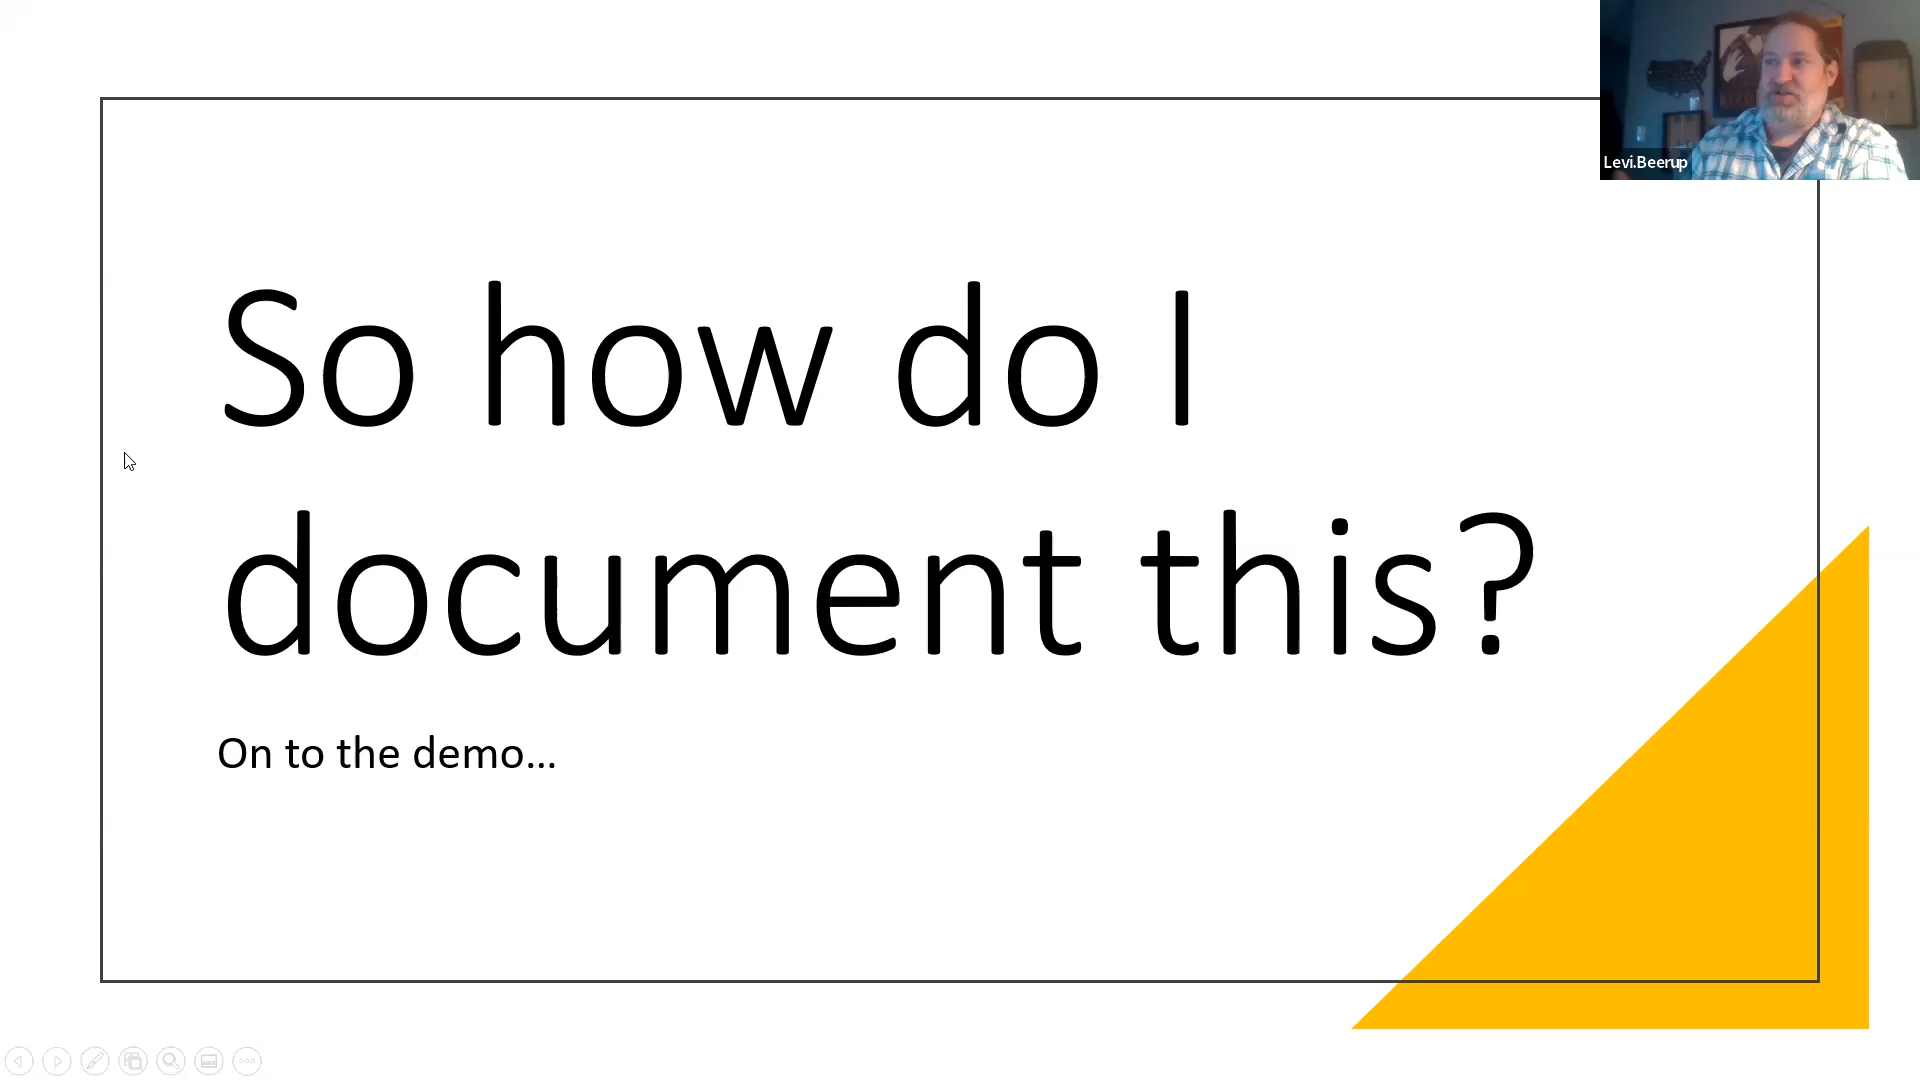 Levi.Beerup
So how do I
document this?
On to the demo...